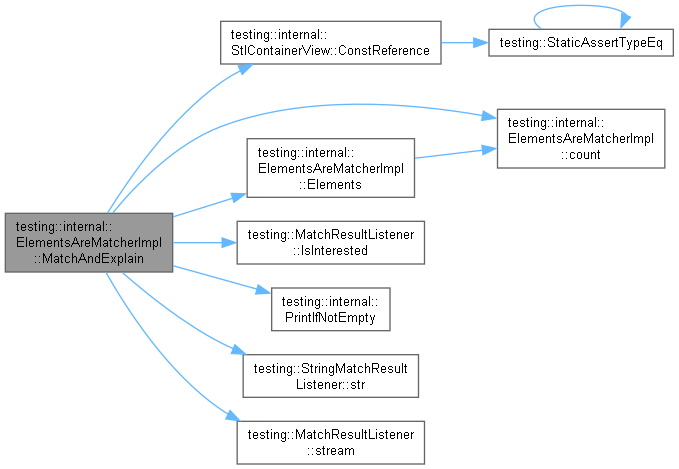 testing::internal::
StlContainerView::ConstReference
testing::StaticAssertTypeEq
testing::internal::
ElementsAreMatcherImpl
::count
testing::internal::
ElementsAreMatcherImpl
::Elements
testing::internal::
ElementsAreMatcherImpl
::MatchAndExplain
testing::MatchResultListener
::IsInterested
testing::internal::
PrintIfNotEmpty
testing::StringMatchResult
Listener::str
testing::MatchResultListener
::stream